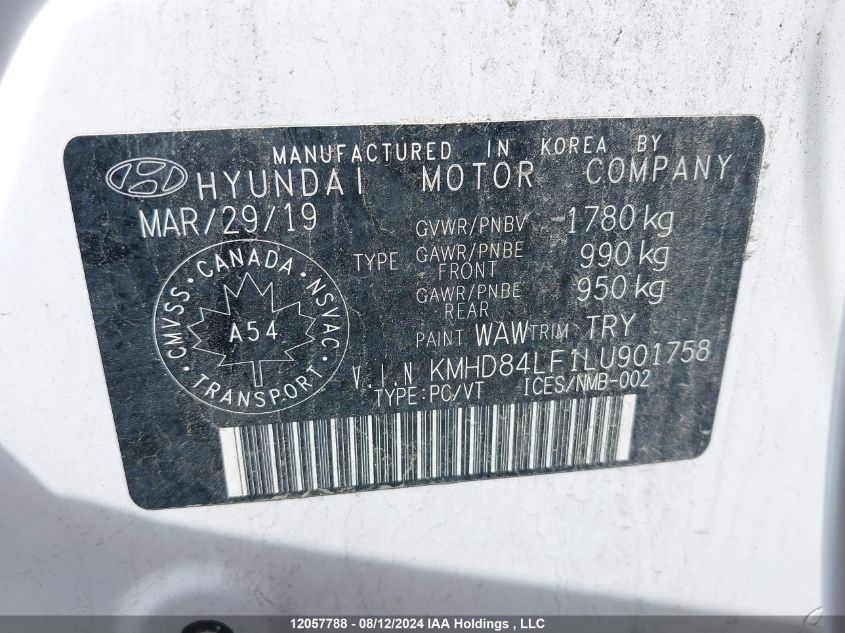 MANUFACTURED IN KOREA BY
HYUNDAI MOTOR COMPANY
MAR/29/19
GVWR/PNBV 1780 kg
TYPE GAWR/PNBE FRONT 990 kg
GAWR/PNBE REAR 950 kg
PAINT WAW TRIM TRY
V.I.N KMHD84LF1LU901758
TYPE:PC/VT ICES/NMB-002
CMVSS · CANADA · NSVAC
A54
· TRANSPORT ·
12057788 - 08/12/2024 IAA Holdings , LLC